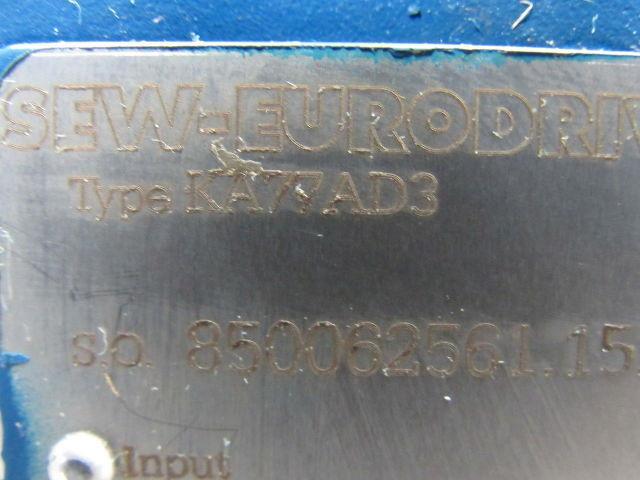 SEW-EURODRIV
Type KA77AD3
S.O. 850062561.15
Input